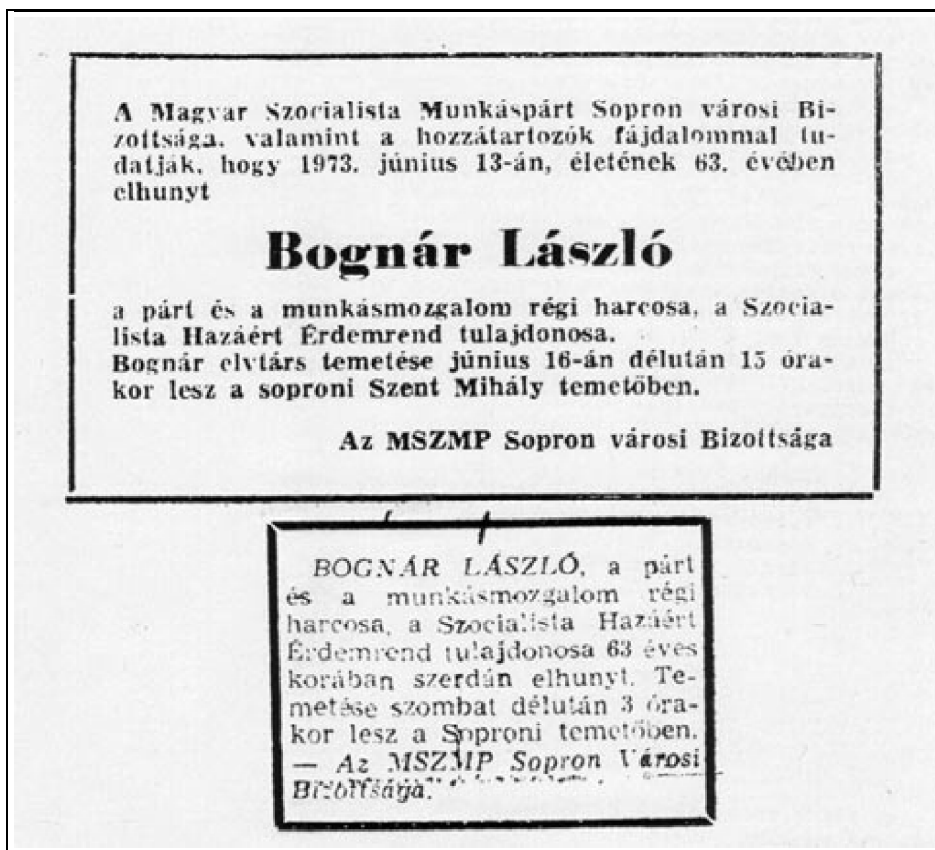 A Magyar Szocialista Munkáspárt Sopron városi Bi-
zottsága, valamint a hozzátartozók fájdalommal tu-
datják, hogy 1973. június 13-án, életének 63. évében
elhunyt
Bognár László
a párt és a munkásmozgalom régi harcosa, a Szocia-
lista Hazáért Érdemrend tulajdonosa.
Bognár elvtárs temetése június 16-án délután 15 óra-
kor lesz a soproni Szent Mihály temetőben.
Az MSZMP Sopron városi Bizottsága
BOGNÁR LÁSZLÓ, a párt
és a munkásmozgalom régi
harcosa, a Szocialista Hazáért
Érdemrend tulajdonosa 63 éves
korában szerdán elhunyt. Te-
metése szombat délután 3 óra-
kor lesz a Soproni temetőben.
— Az MSZMP Sopron Városi